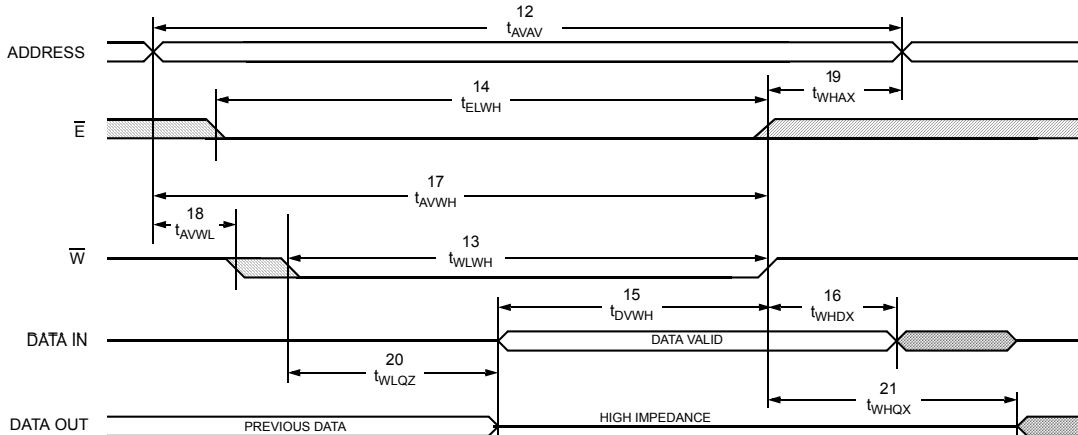 12
tAVAV
ADDRESS
19
tWHAX
14
tELWH
E
17
tAVWH
18
tAVWL
13
tWLWH
W
15
tDVWH
16
tWHDX
DATA IN
DATA VALID
20
tWLQZ
21
tWHQX
DATA OUT
PREVIOUS DATA
HIGH IMPEDANCE